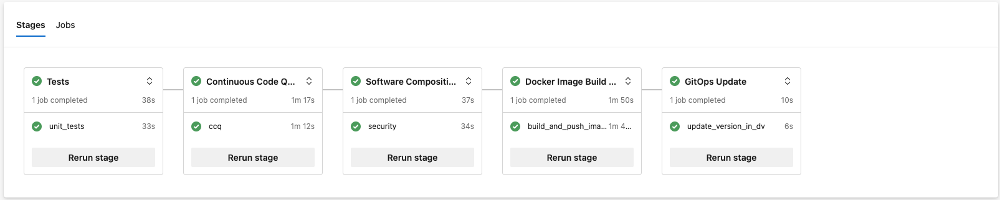 Stages Jobs
Tests
1 job completed 38s
unit_tests 33s
Rerun stage
Continuous Code Q...
1 job completed 1m 17s
ccq 1m 12s
Rerun stage
Software Compositi...
1 job completed 37s
security 34s
Rerun stage
Docker Image Build ...
1 job completed 1m 50s
build_and_push_ima... 1m 4...
Rerun stage
GitOps Update
1 job completed 10s
update_version_in_dv 6s
Rerun stage